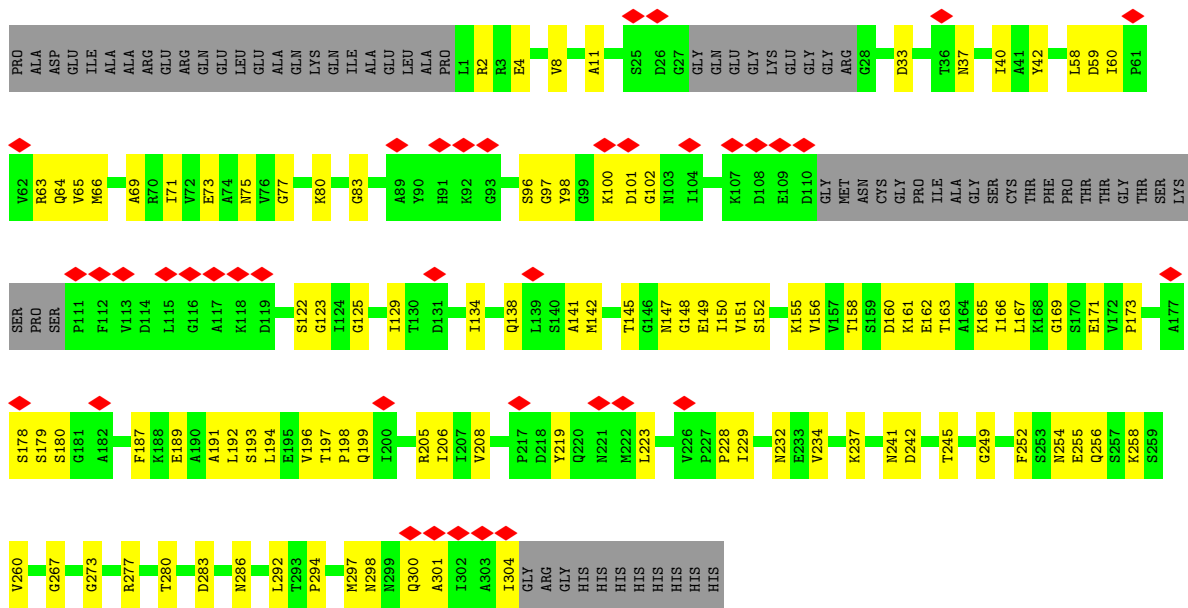 PRO ALA ASP GLU ILE ALA ALA ARG GLU ARG GLN GLU LEU GLU ALA GLN LYS GLN ILE ALA GLU LEU ALA PRO L1 R2 R3 E4 V8 A11 S25 D26 G27 GLY GLN GLU GLY LYS GLU GLY GLY ARG G28 D33 T36 N37 I40 A41 Y42 L58 D59 I60 P61
V62 R63 Q64 V65 M66 A69 R70 I71 V72 E73 A74 N75 V76 G77 K80 G83 A89 Y90 H91 K92 G93 S96 G97 Y98 G99 K100 D101 G102 N103 I104 K107 D108 E109 D110 GLY MET ASN CYS GLY PRO ILE ALA GLY SER CYS THR PHE PRO THR THR GLY THR SER LYS
SER PRO SER P111 F112 V113 D114 L115 G116 A117 K118 D119 S122 G123 I124 G125 I129 T130 D131 I134 Q138 L139 S140 A141 M142 T145 G146 N147 G148 E149 I150 V151 S152 K155 V156 V157 T158 S159 D160 K161 E162 T163 A164 K165 I166 L167 K168 G169 S170 E171 V172 P173 A177
S178 S179 S180 G181 A182 F187 K188 E189 A190 A191 L192 S193 L194 E195 V196 T197 P198 Q199 I200 R205 I206 I207 V208 P217 D218 Y219 Q220 N221 M222 L223 V226 P227 P228 I229 N232 E233 V234 K237 N241 D242 T245 G249 F252 S253 N254 E255 Q256 S257 K258 S259
V260 G267 G273 R277 T280 D283 N286 L292 T293 P294 M297 N298 N299 Q300 A301 I302 A303 I304 GLY ARG GLY HIS HIS HIS HIS HIS HIS HIS HIS